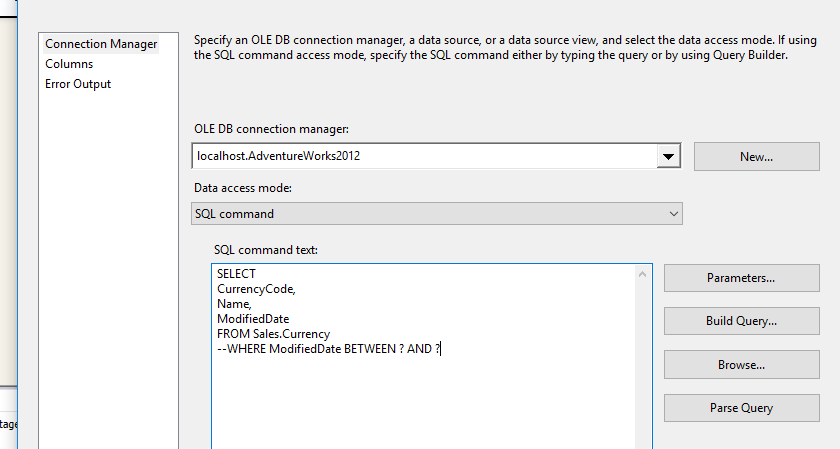 Connection Manager
Columns
Error Output
Specify an OLE DB connection manager, a data source, or a data source view, and select the data access mode. If using
the SQL command access mode, specify the SQL command either by typing the query or by using Query Builder.
OLE DB connection manager:
localhost.AdventureWorks2012
New...
Data access mode:
SQL command
SQL command text:
SELECT
CurrencyCode,
Name,
ModifiedDate
FROM Sales.Currency
--WHERE ModifiedDate BETWEEN ? AND ?
Parameters...
Build Query...
Browse...
Parse Query